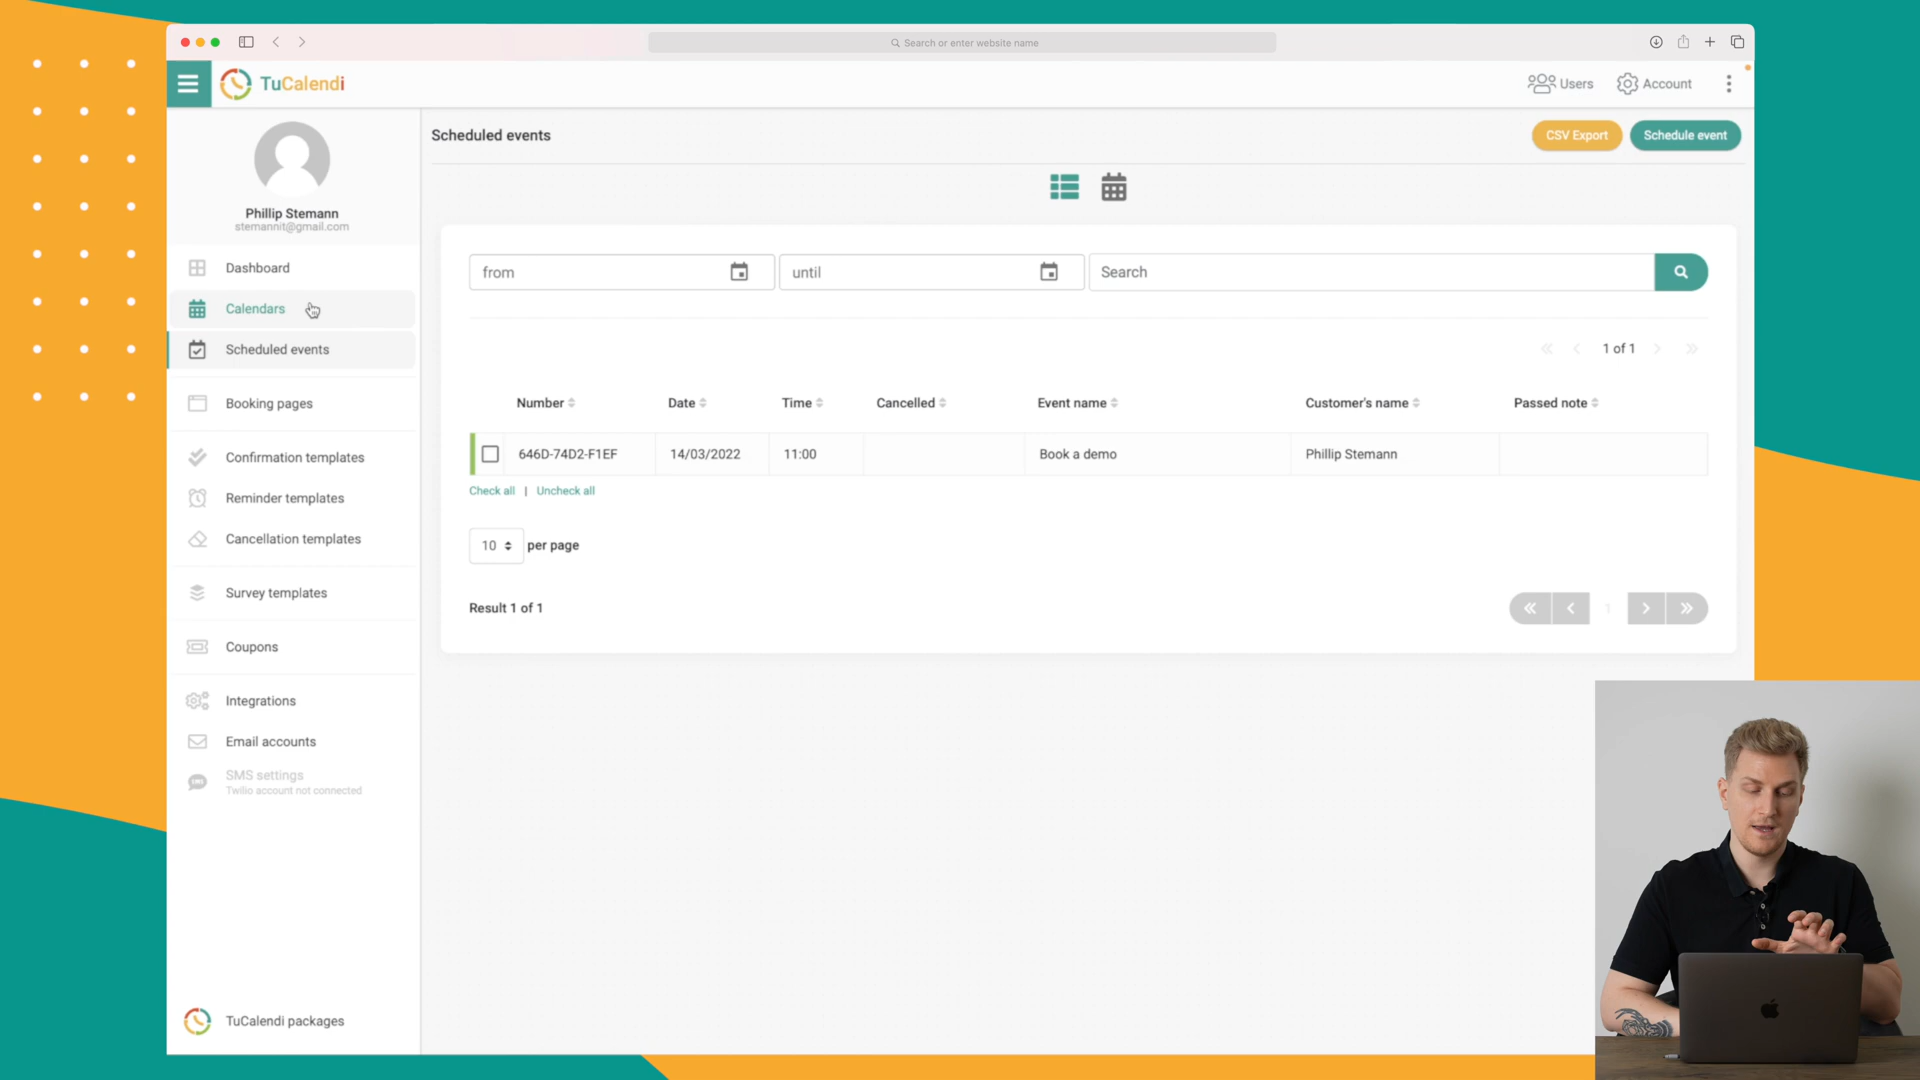 Search or enter website name
TuCalendi
Users
Account
Phillip Stemann
stemannit@gmail.com
Dashboard
Calendars
Scheduled events
Booking pages
Confirmation templates
Reminder templates
Cancellation templates
Survey templates
Coupons
Integrations
Email accounts
SMS settings
Twilio account not connected
TuCalendi packages
Scheduled events
CSV Export
Schedule event
from
until
Search
1 of 1
Number Date Time Cancelled Event name Customer's name Passed note
646D-74D2-F1EF 14/03/2022 11:00 Book a demo Phillip Stemann
Check all | Uncheck all
10 per page
Result 1 of 1
1